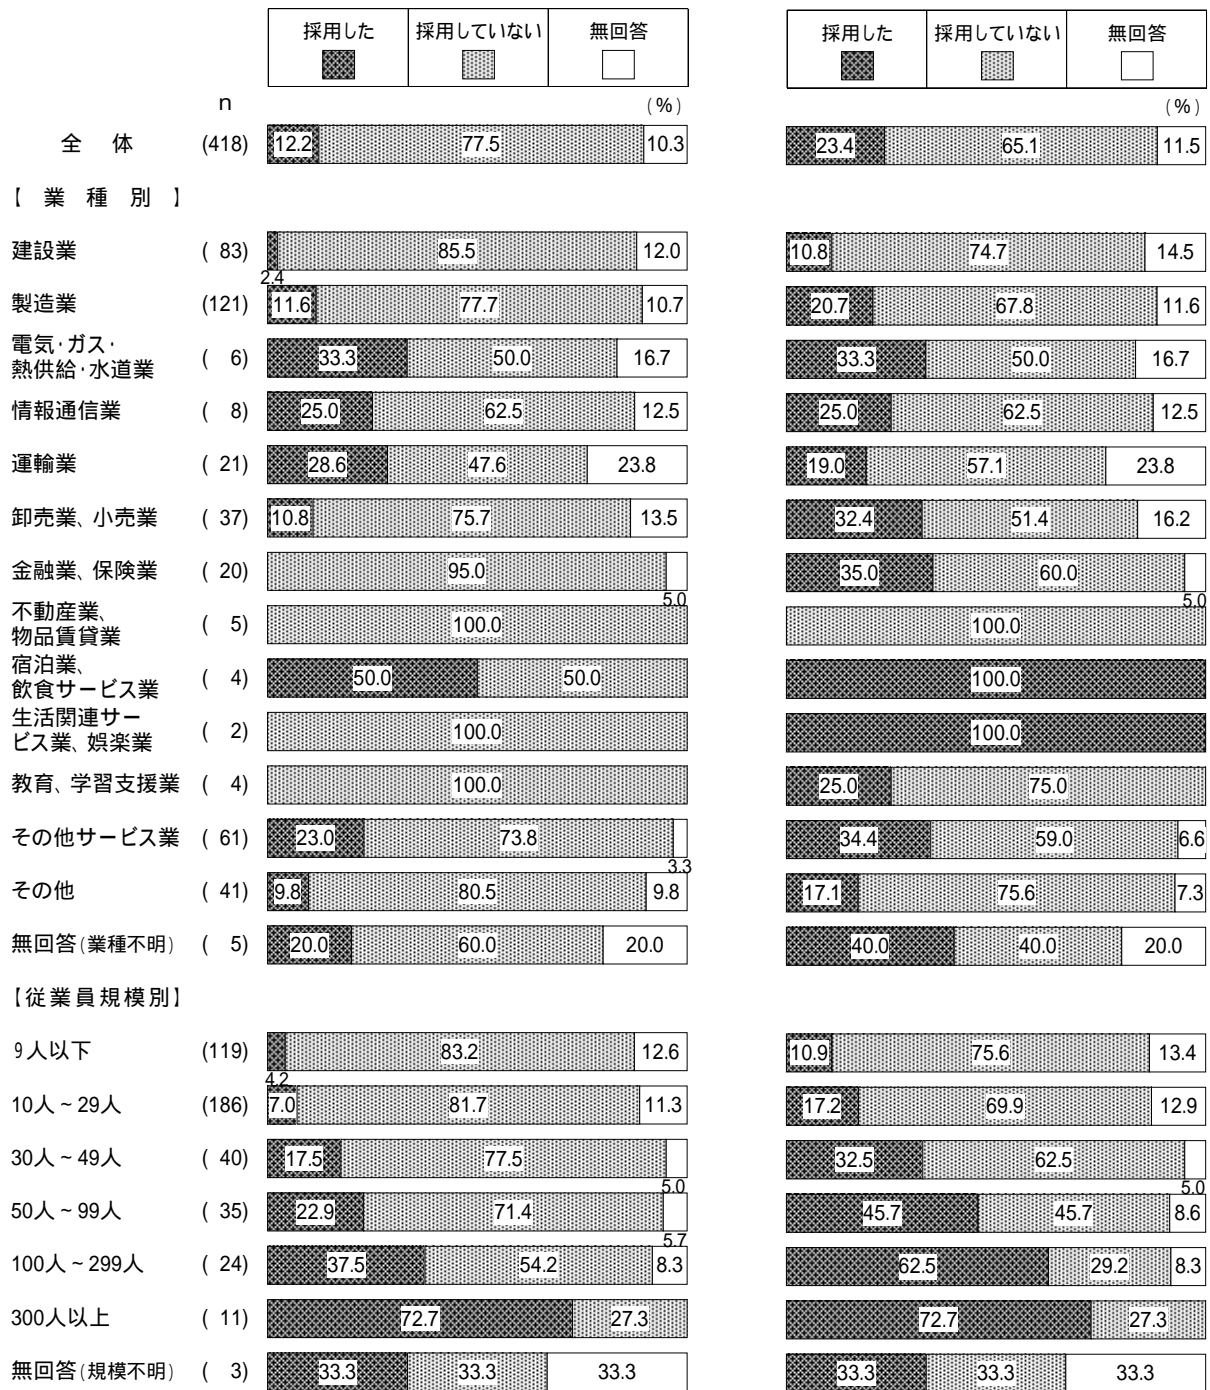 採用した 採用していない 無回答 採用した 採用していない 無回答
n (%) (%)
全 体 (418) 12.2 77.5 10.3 23.4 65.1 11.5
【 業 種 別 】
建設業 ( 83) 2.4 85.5 12.0 10.8 74.7 14.5
製造業 (121) 11.6 77.7 10.7 20.7 67.8 11.6
電気・ガス・
熱供給・水道業 ( 6) 33.3 50.0 16.7 33.3 50.0 16.7
情報通信業 ( 8) 25.0 62.5 12.5 25.0 62.5 12.5
運輸業 ( 21) 28.6 47.6 23.8 19.0 57.1 23.8
卸売業、小売業 ( 37) 10.8 75.7 13.5 32.4 51.4 16.2
金融業、保険業 ( 20) 95.0 5.0 35.0 60.0 5.0
不動産業、
物品賃貸業 ( 5) 100.0 100.0
宿泊業、
飲食サービス業 ( 4) 50.0 50.0 100.0
生活関連サー
ビス業、娯楽業 ( 2) 100.0 100.0
教育、学習支援業 ( 4) 100.0 25.0 75.0
その他サービス業 ( 61) 23.0 73.8 3.3 34.4 59.0 6.6
その他 ( 41) 9.8 80.5 9.8 17.1 75.6 7.3
無回答(業種不明) ( 5) 20.0 60.0 20.0 40.0 40.0 20.0
【従業員規模別】
9人以下 (119) 4.2 83.2 12.6 10.9 75.6 13.4
10人~29人 (186) 7.0 81.7 11.3 17.2 69.9 12.9
30人~49人 ( 40) 17.5 77.5 5.0 32.5 62.5 5.0
50人~99人 ( 35) 22.9 71.4 5.7 45.7 45.7 8.6
100人~299人 ( 24) 37.5 54.2 8.3 62.5 29.2 8.3
300人以上 ( 11) 72.7 27.3 72.7 27.3
無回答(規模不明) ( 3) 33.3 33.3 33.3 33.3 33.3 33.3